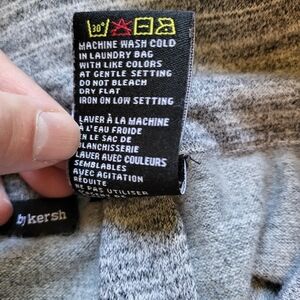 30°
MACHINE WASH COLD
IN LAUNDRY BAG
WITH LIKE COLORS
AT GENTLE SETTING
DO NOT BLEACH
DRY FLAT
IRON ON LOW SETTING
LAVER À LA MACHINE
À L'EAU FROIDE
EN LE SAC DE
BLANCHISSERIE
LAVER AVEC COULEURS
SEMBLABLES
AVEC AGITATION
RÉDUITE
NE PAS UTILISER
kersh